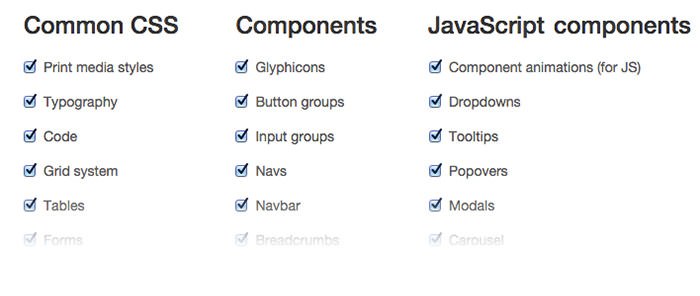 Common CSS
Print media styles
Typography
Code
Grid system
Tables
Forms
Components
Glyphicons
Button groups
Input groups
Navs
Navbar
Breadcrumbs
JavaScript components
Component animations (for JS)
Dropdowns
Tooltips
Popovers
Modals
Carousel